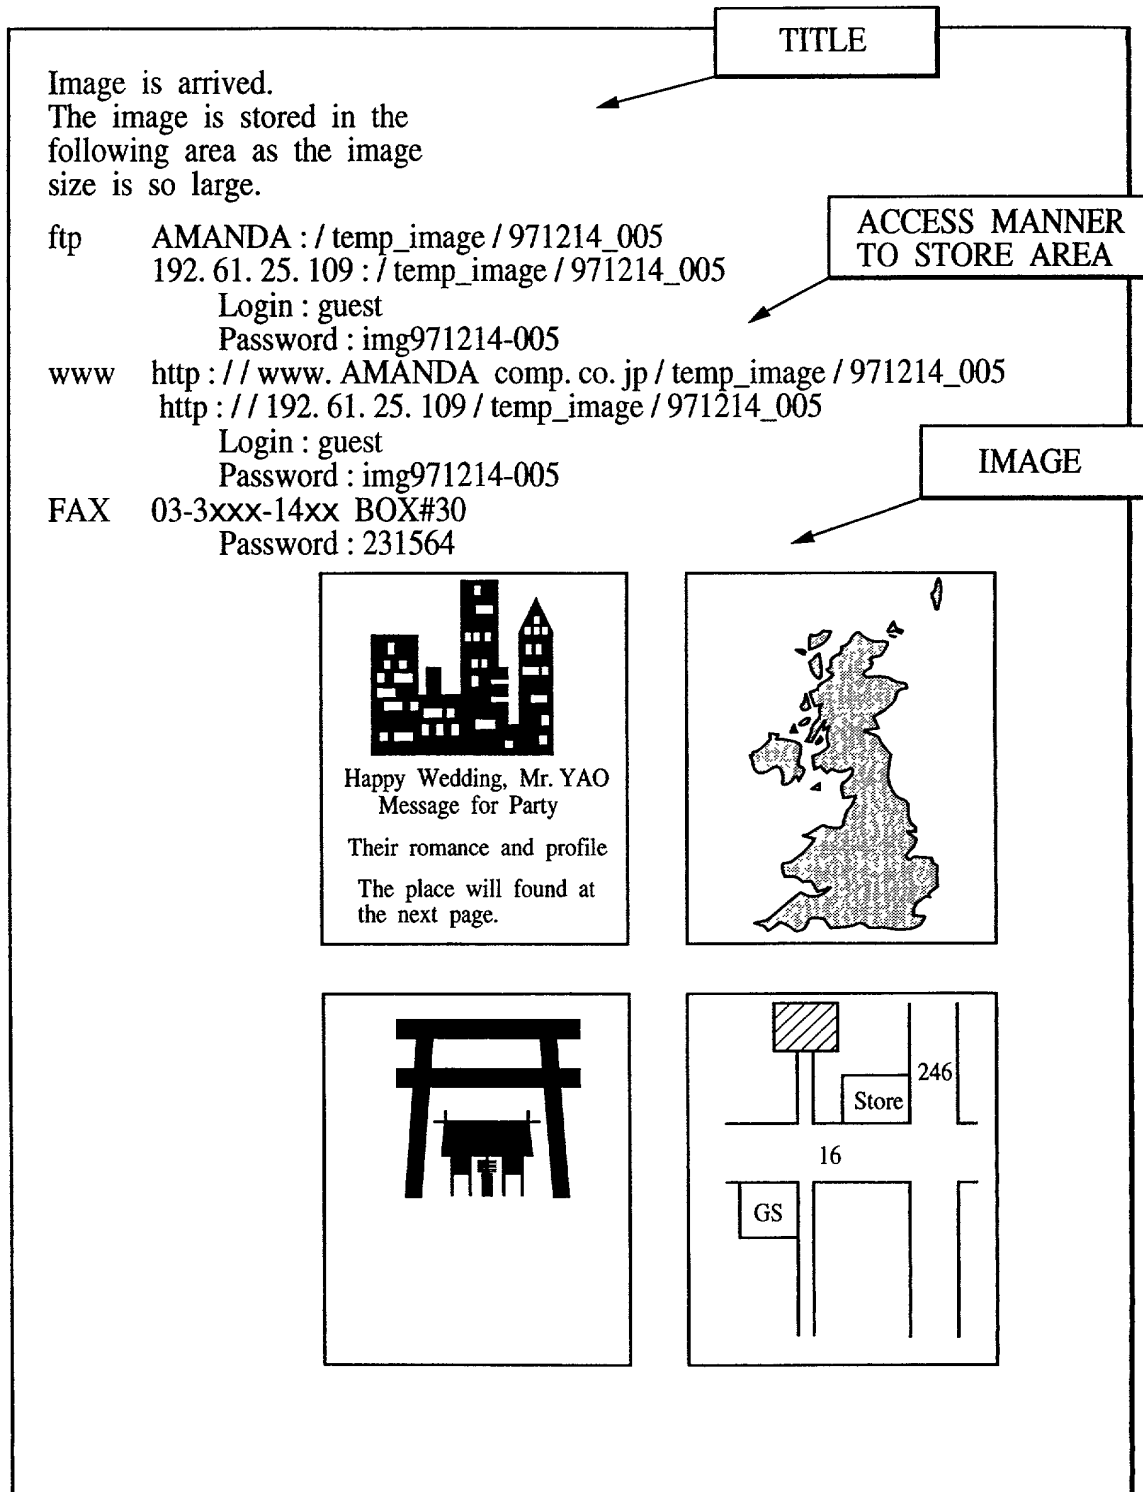 TITLE
Image is arrived.
The image is stored in the
following area as the image
size is so large.
ACCESS MANNER
TO STORE AREA
ftp AMANDA : / temp_image / 971214_005
192. 61. 25. 109 : / temp_image / 971214_005
Login : guest
Password : img971214-005
www http : / / www. AMANDA comp. co. jp / temp_image / 971214_005
http : / / 192. 61. 25. 109 / temp_image / 971214_005
Login : guest
Password : img971214-005
IMAGE
FAX 03-3xxx-14xx BOX#30
Password : 231564
Happy Wedding, Mr. YAO
Message for Party
Their romance and profile
The place will found at
the next page.
246
Store
16
GS